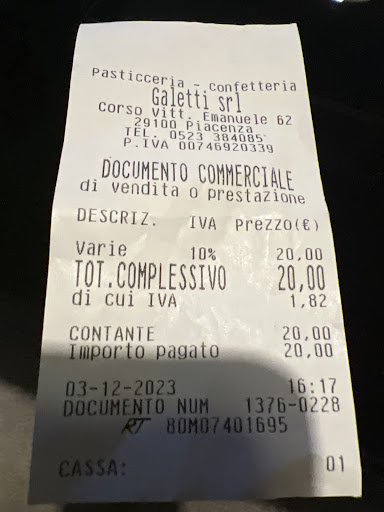 Pasticceria - Confetteria
Galetti srl
Corso Vitt. Emanuele 62
29100 Piacenza
TEL. 0523 384085
P.IVA 00746920339
DOCUMENTO COMMERCIALE
di vendita o prestazione
DESCRIZ. IVA Prezzo(€)
Varie 10% 20,00
TOT.COMPLESSIVO 20,00
di cui IVA 1,82
CONTANTE 20,00
Importo pagato 20,00
03-12-2023 16:17
DOCUMENTO NUM 1376-0228
RT 80M07401695
CASSA: 01